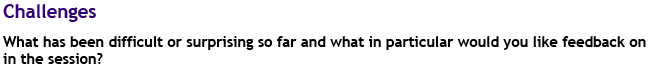 Challenges
What has been difficult or surprising so far and what in particular would you like feedback on
in the session?